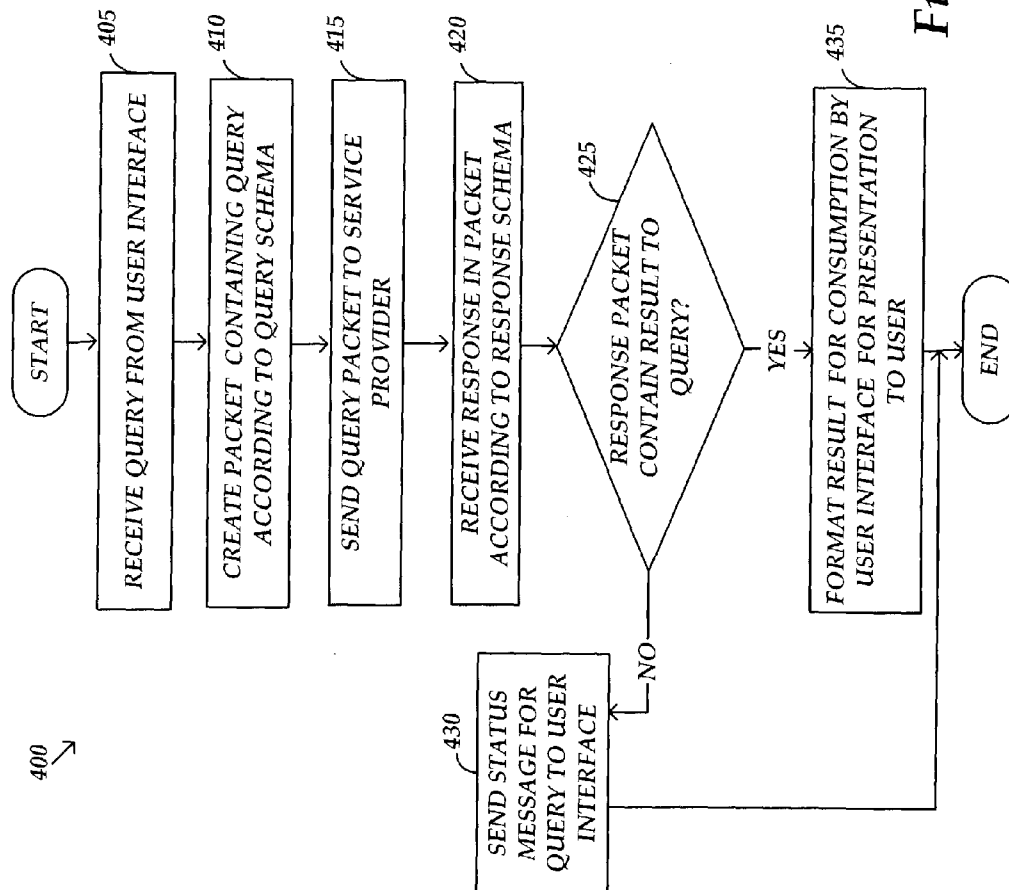 400
START
RECEIVE QUERY FROM USER INTERFACE
405
CREATE PACKET CONTAINING QUERY
ACCORDING TO QUERY SCHEMA
410
SEND QUERY PACKET TO SERVICE
PROVIDER
415
RECEIVE RESPONSE IN PACKET
ACCORDING TO RESPONSE SCHEMA
420
RESPONSE PACKET
CONTAIN RESULT TO
QUERY?
425
NO
YES
SEND STATUS
MESSAGE FOR
QUERY TO USER
INTERFACE
430
FORMAT RESULT FOR CONSUMPTION BY
USER INTERFACE FOR PRESENTATION
TO USER
435
END